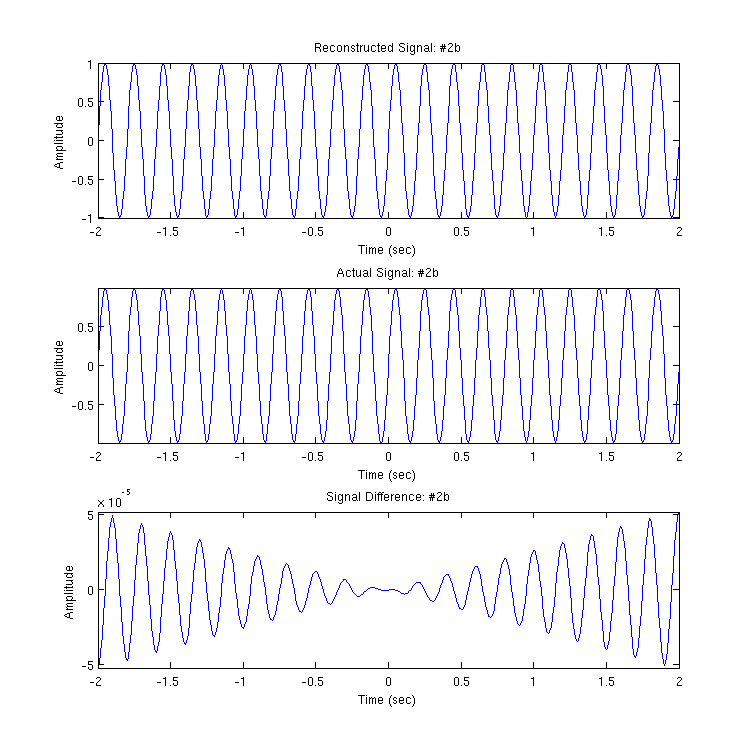 Reconstructed Signal: #2b
1
0.5
0
-0.5
-1
Amplitude
-2 -1.5 -1 -0.5 0 0.5 1 1.5 2
Time (sec)
Actual Signal: #2b
0.5
0
-0.5
Amplitude
-2 -1.5 -1 -0.5 0 0.5 1 1.5 2
Time (sec)
Signal Difference: #2b
× 10⁻⁵
5
0
-5
Amplitude
-2 -1.5 -1 -0.5 0 0.5 1 1.5 2
Time (sec)